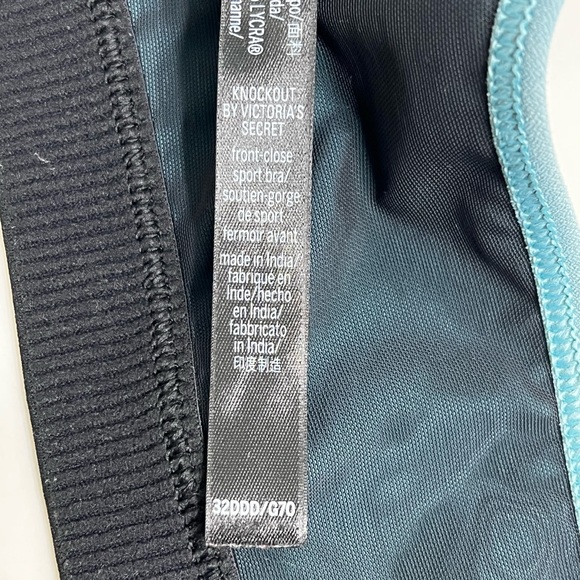 LYCRA®
KNOCKOUT
BY VICTORIA'S
SECRET
front-close
sport bra/
soutien-gorge
de sport
fermoir avant
made in India/
fabriqué en
Inde/hecho
en India/
fabbricato
in India/
印度制造
32DDD/G70